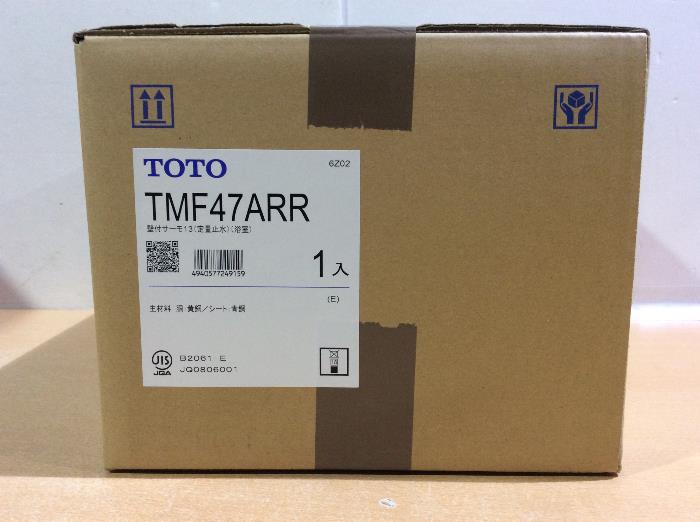 TOTO
6Z02
TMF47ARR
壁付サーモ13(定量止水)(浴室)
4940577249159
1入
(E)
主材料 胴:黄銅/シート:青銅
JIS
JQA
B2061 E
JQ0806001